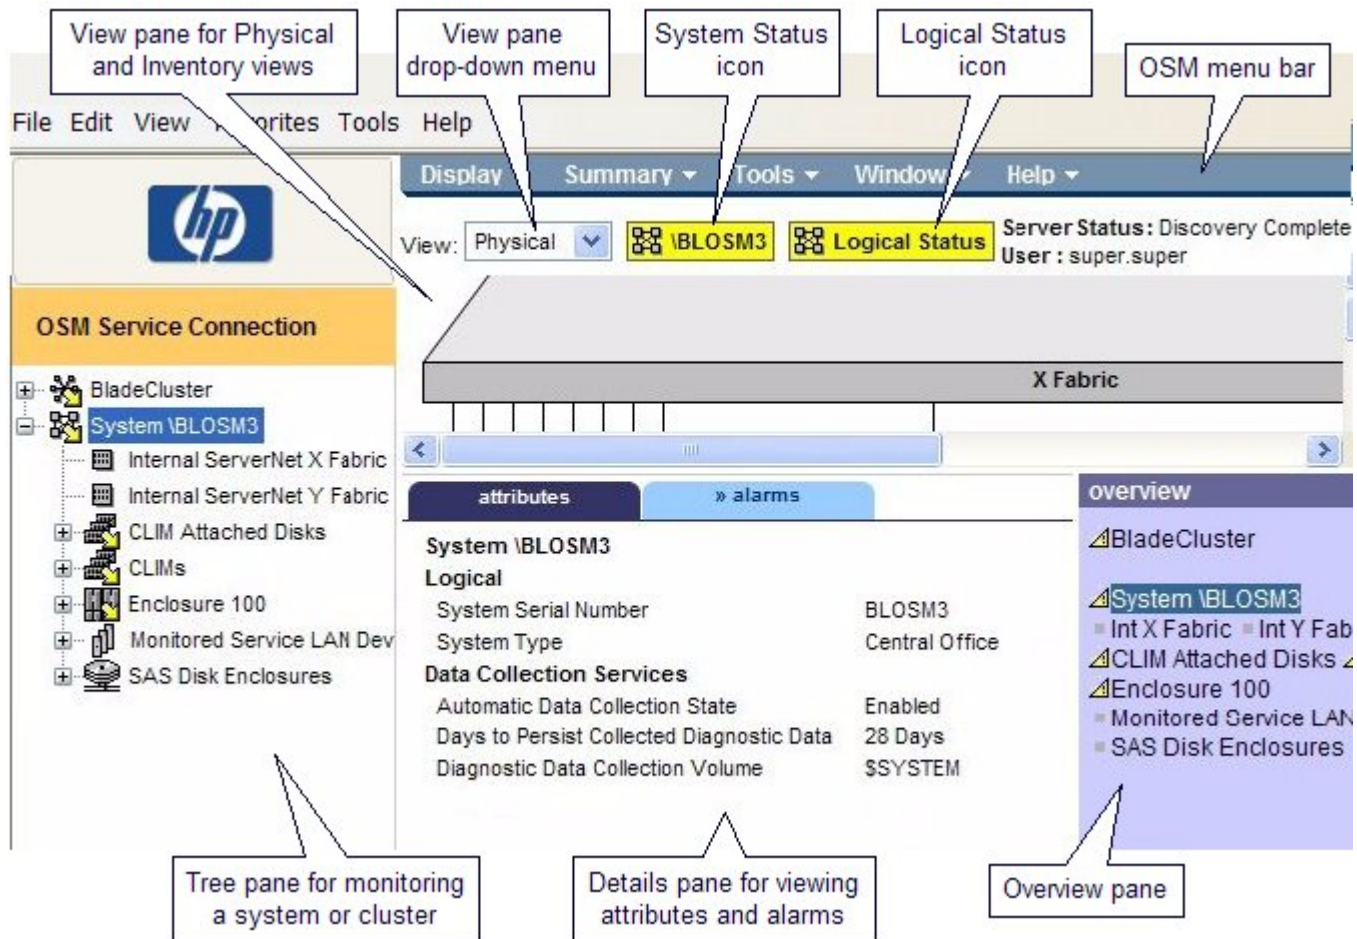 View pane for Physical
and Inventory views
View pane
drop-down menu
System Status
icon
Logical Status
icon
OSM menu bar
File Edit View Favorites Tools Help
hp
Display Summary Tools Window Help
View: Physical \BLOSM3 Logical Status
Server Status: Discovery Complete
User : super.super
X Fabric
OSM Service Connection
BladeCluster
System \BLOSM3
Internal ServerNet X Fabric
Internal ServerNet Y Fabric
CLIM Attached Disks
CLIMs
Enclosure 100
Monitored Service LAN Dev
SAS Disk Enclosures
attributes » alarms
System \BLOSM3
Logical
System Serial Number BLOSM3
System Type Central Office
Data Collection Services
Automatic Data Collection State Enabled
Days to Persist Collected Diagnostic Data 28 Days
Diagnostic Data Collection Volume $SYSTEM
overview
BladeCluster
System \BLOSM3
Int X Fabric Int Y Fab
CLIM Attached Disks
Enclosure 100
Monitored Service LAN
SAS Disk Enclosures
Tree pane for monitoring
a system or cluster
Details pane for viewing
attributes and alarms
Overview pane